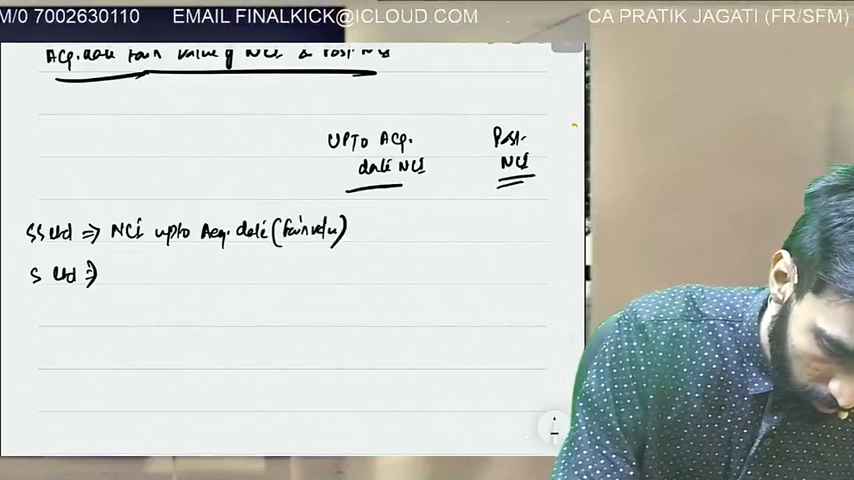 M/0 7002630110 EMAIL FINALKICK@ICLOUD.COM CA PRATIK JAGATI (FR/SFM)
Acq. date Fair value of NCI & Post-NCI
UPTO Acq. Post-
date NCI NCI
SS Ltd ⇒ NCI upto Acq. date (Fair value)
S Ltd ⇒